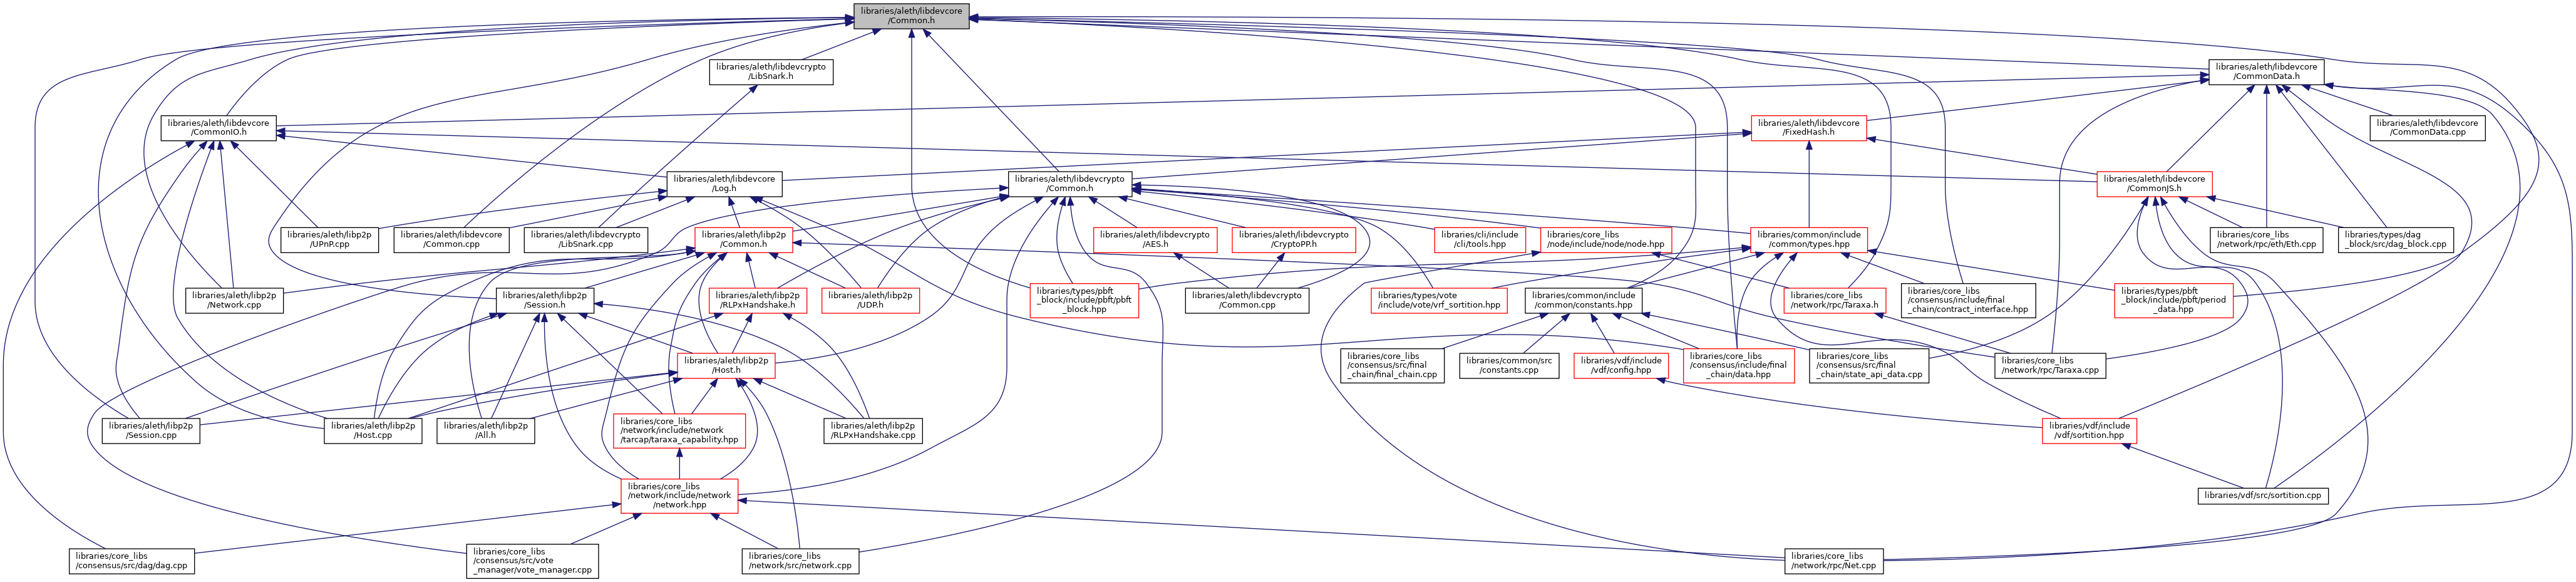 libraries/aleth/libdevcore
/Common.h
libraries/aleth/libdevcrypto
/LibSnark.h
libraries/aleth/libdevcore
/CommonData.h
libraries/aleth/libdevcore
/CommonIO.h
libraries/aleth/libdevcore
/FixedHash.h
libraries/aleth/libdevcore
/CommonData.cpp
libraries/aleth/libdevcore
/Log.h
libraries/aleth/libdevcrypto
/Common.h
libraries/aleth/libdevcore
/CommonJS.h
libraries/aleth/libp2p
/UPnP.cpp
libraries/aleth/libdevcore
/Common.cpp
libraries/aleth/libdevcrypto
/LibSnark.cpp
libraries/aleth/libp2p
/Common.h
libraries/aleth/libdevcrypto
/AES.h
libraries/aleth/libdevcrypto
/CryptoPP.h
libraries/cli/include
/cli/tools.hpp
libraries/core_libs
/node/include/node/node.hpp
libraries/common/include
/common/types.hpp
libraries/core_libs
/network/rpc/eth/Eth.cpp
libraries/types/dag
_block/src/dag_block.cpp
libraries/aleth/libp2p
/Network.cpp
libraries/aleth/libp2p
/Session.h
libraries/aleth/libp2p
/RLPxHandshake.h
libraries/aleth/libp2p
/UDP.h
libraries/types/pbft
_block/include/pbft/pbft
_block.hpp
libraries/aleth/libdevcrypto
/Common.cpp
libraries/types/vote
/include/vote/vrf_sortition.hpp
libraries/common/include
/common/constants.hpp
libraries/core_libs
/network/rpc/Taraxa.h
libraries/core_libs
/consensus/include/final
_chain/contract_interface.hpp
libraries/types/pbft
_block/include/pbft/period
_data.hpp
libraries/aleth/libp2p
/Host.h
libraries/core_libs
/consensus/src/final
_chain/final_chain.cpp
libraries/common/src
/constants.cpp
libraries/vdf/include
/vdf/config.hpp
libraries/core_libs
/consensus/include/final
_chain/data.hpp
libraries/core_libs
/consensus/src/final
_chain/state_api_data.cpp
libraries/core_libs
/network/rpc/Taraxa.cpp
libraries/aleth/libp2p
/Session.cpp
libraries/aleth/libp2p
/Host.cpp
libraries/aleth/libp2p
/All.h
libraries/core_libs
/network/include/network
/tarcap/taraxa_capability.hpp
libraries/aleth/libp2p
/RLPxHandshake.cpp
libraries/vdf/include
/vdf/sortition.hpp
libraries/core_libs
/network/include/network
/network.hpp
libraries/vdf/src/sortition.cpp
libraries/core_libs
/consensus/src/dag/dag.cpp
libraries/core_libs
/consensus/src/vote
_manager/vote_manager.cpp
libraries/core_libs
/network/src/network.cpp
libraries/core_libs
/network/rpc/Net.cpp